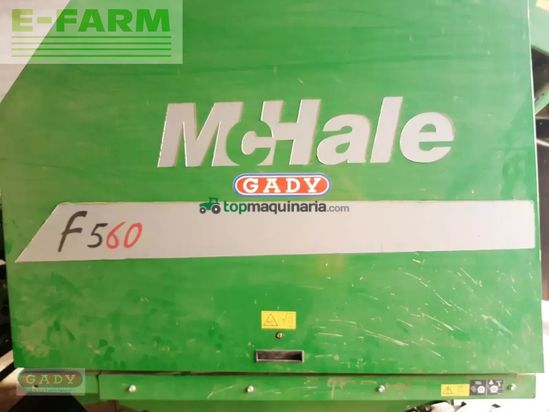 E-FARM
McHale
GADY
topmaquinaria.com
F560
GADY